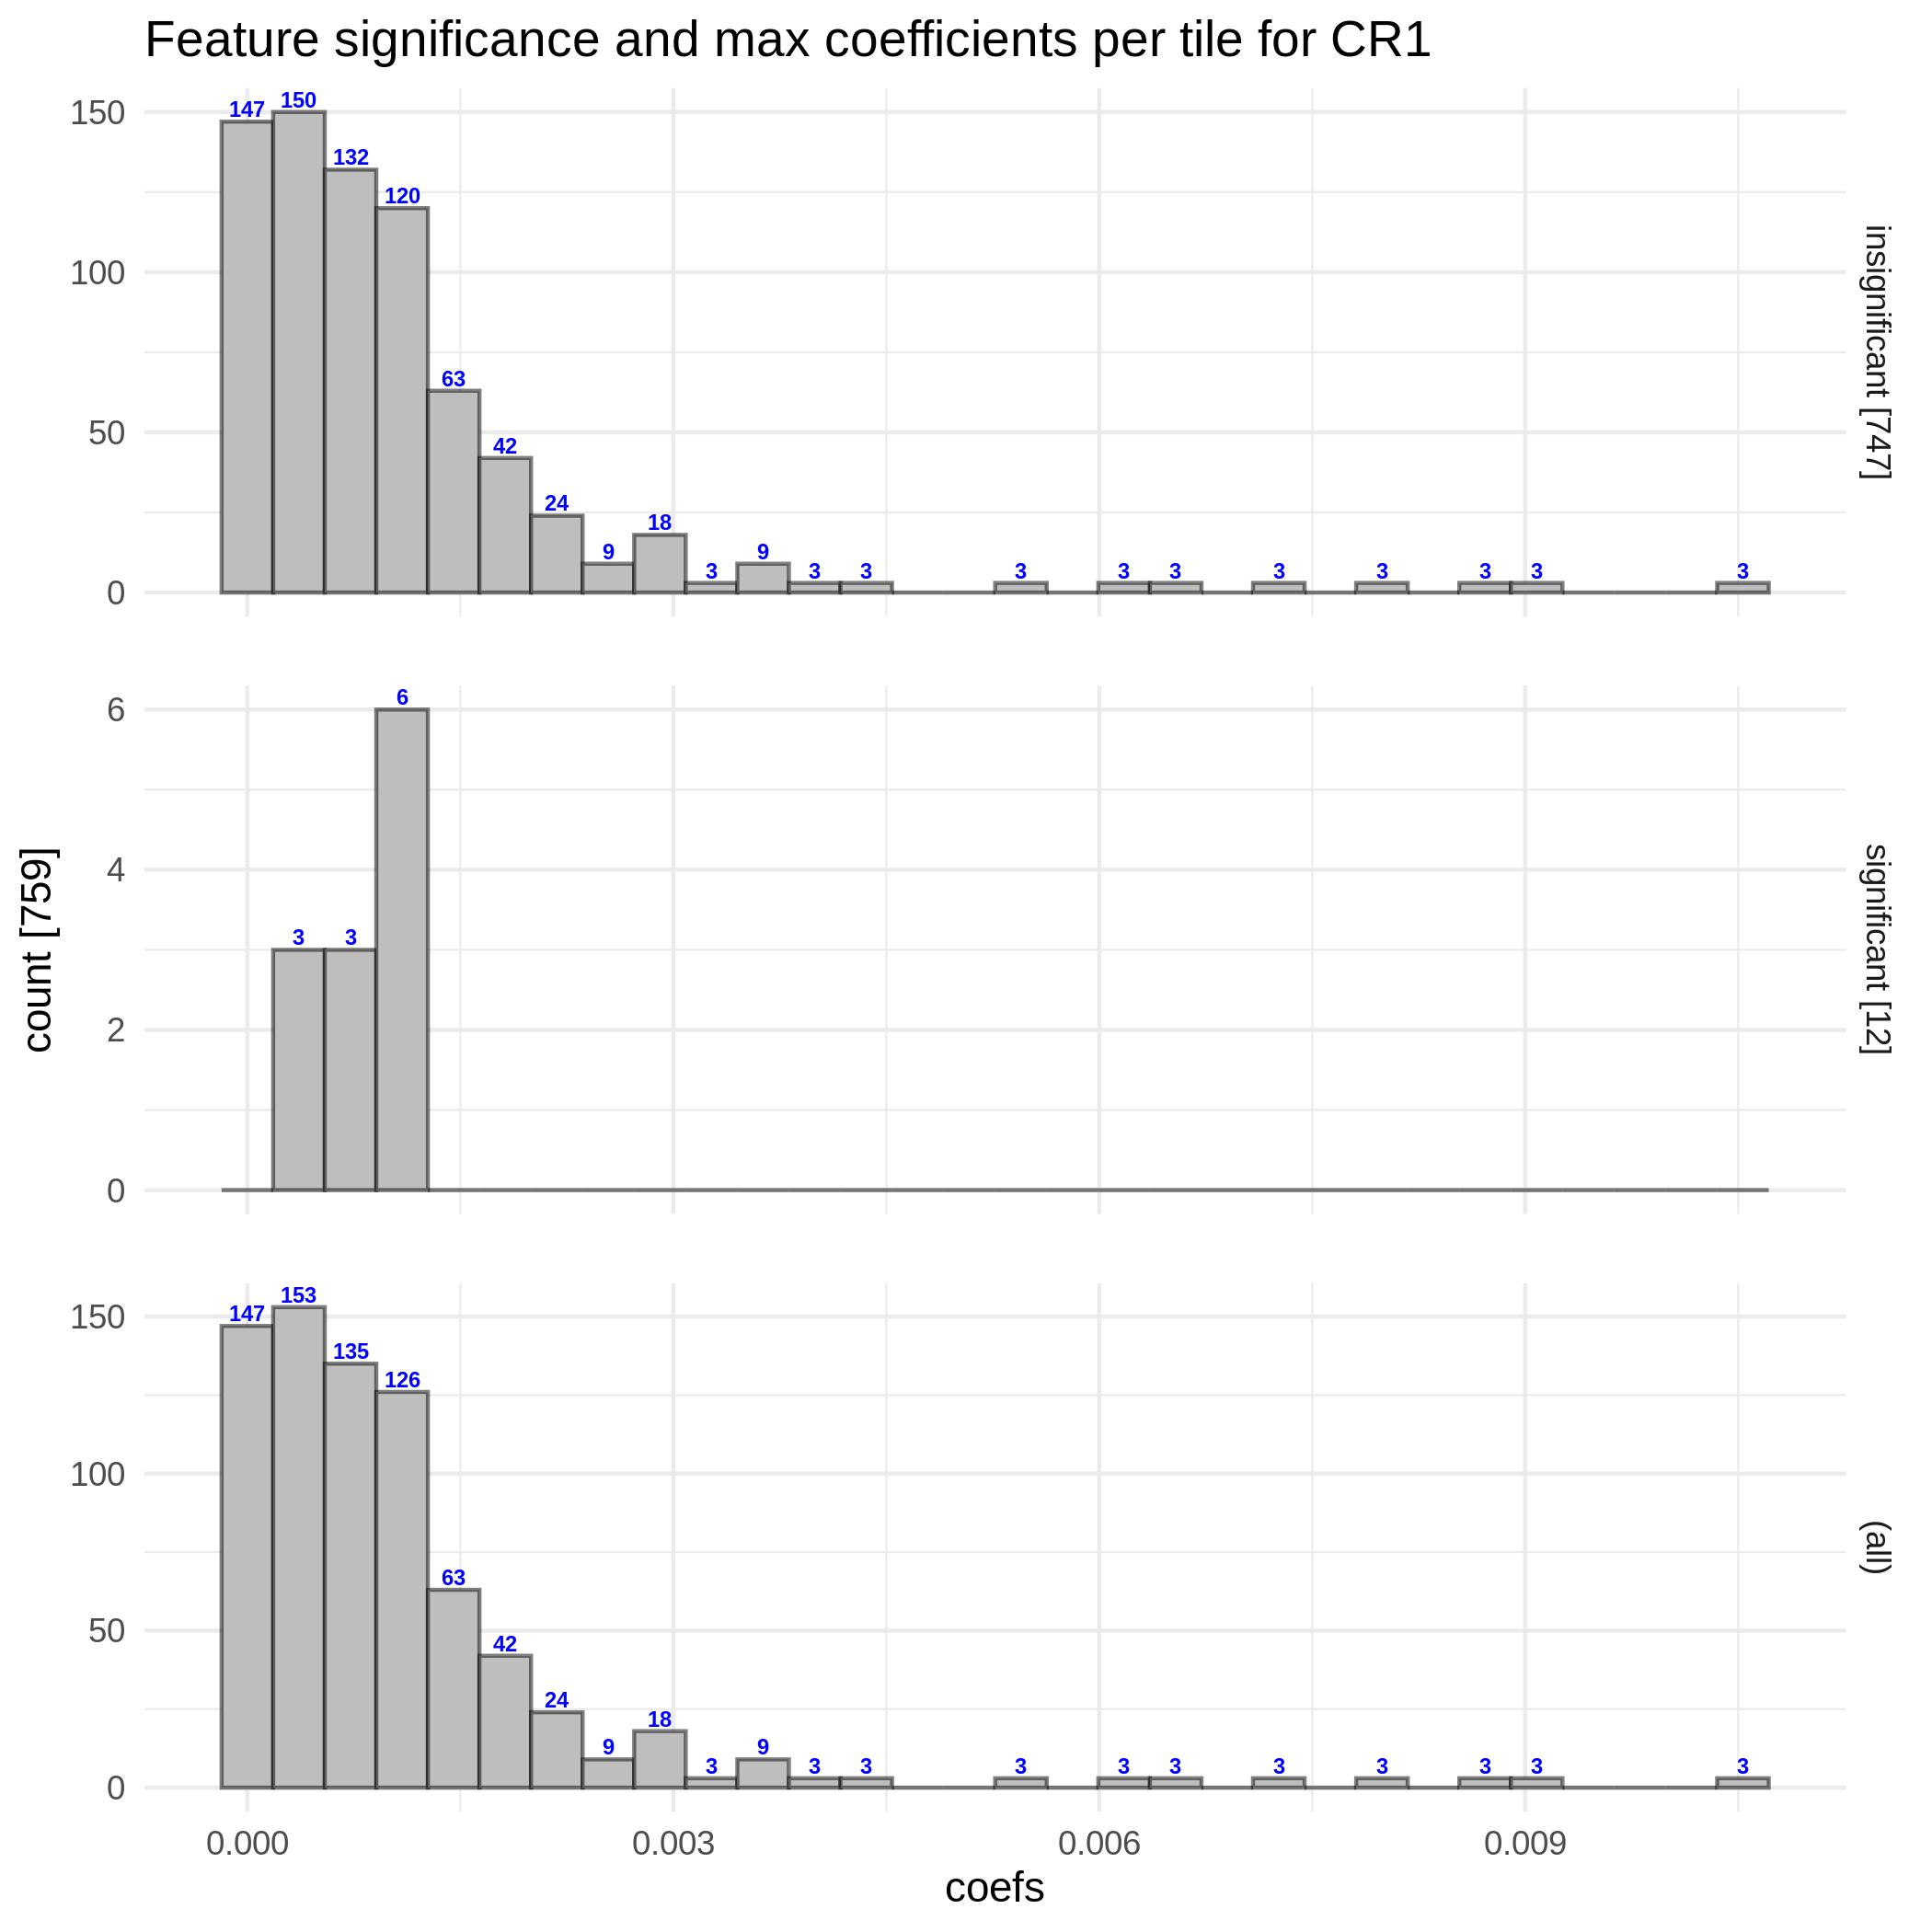 Feature significance and max coefficients per tile for CR1
147 150 132 120 63 42 24 9 18 3 9 3 3 3 3 3 3 3 3 3 3
150
100
50
0
insignificant [747]
3 3 6
6
4
2
0
significant [12]
count [759]
147 153 135 126 63 42 24 9 18 3 9 3 3 3 3 3 3 3 3 3 3
150
100
50
0
(all)
0.000 0.003 0.006 0.009
coefs